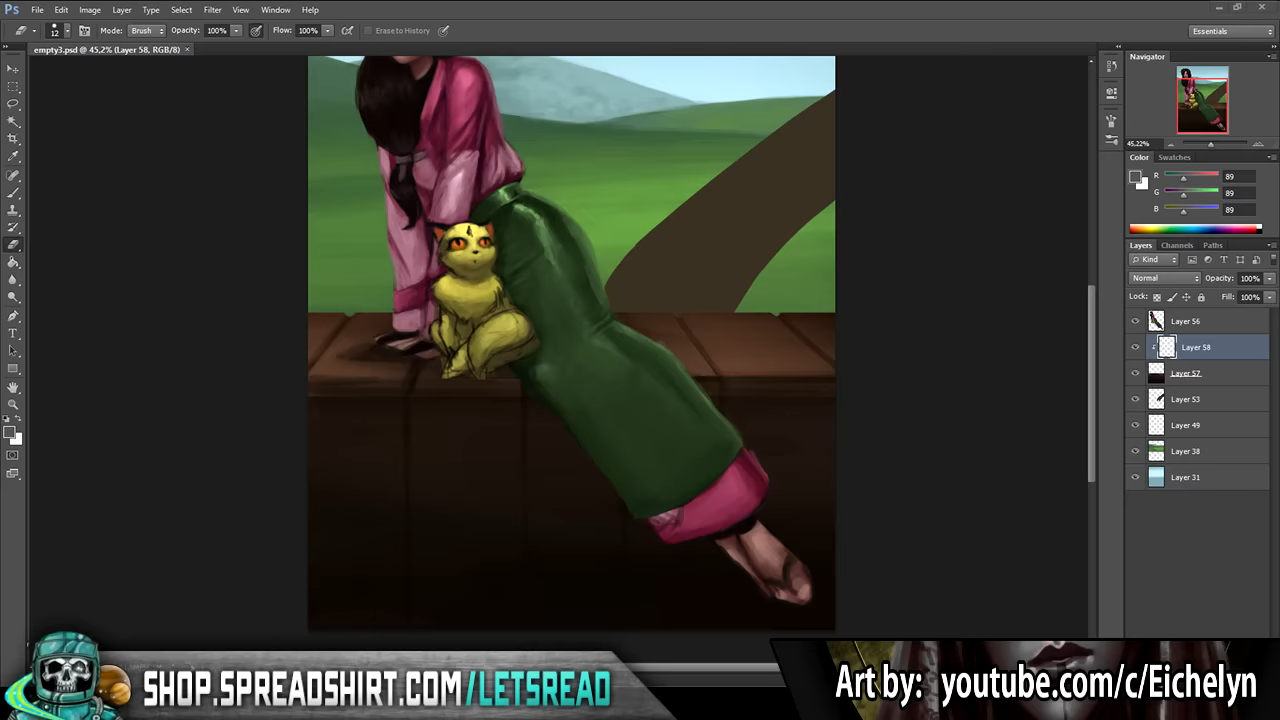 Ps File Edit Image Layer Type Select Filter View Window Help
12 Mode: Brush Opacity: 100% Flow: 100% Erase to History Essentials
empty3.psd @ 45,2% (Layer 58, RGB/8) ×
Navigator
45,22%
Color Swatches
R 89
G 89
B 89
Layers Channels Paths
Kind
Normal Opacity: 100%
Lock: Fill: 100%
Layer 56
Layer 58
Layer 57
Layer 53
Layer 49
Layer 38
Layer 31
SHOP.SPREADSHIRT.COM/LETSREAD
Art by: youtube.com/c/Eichelyn